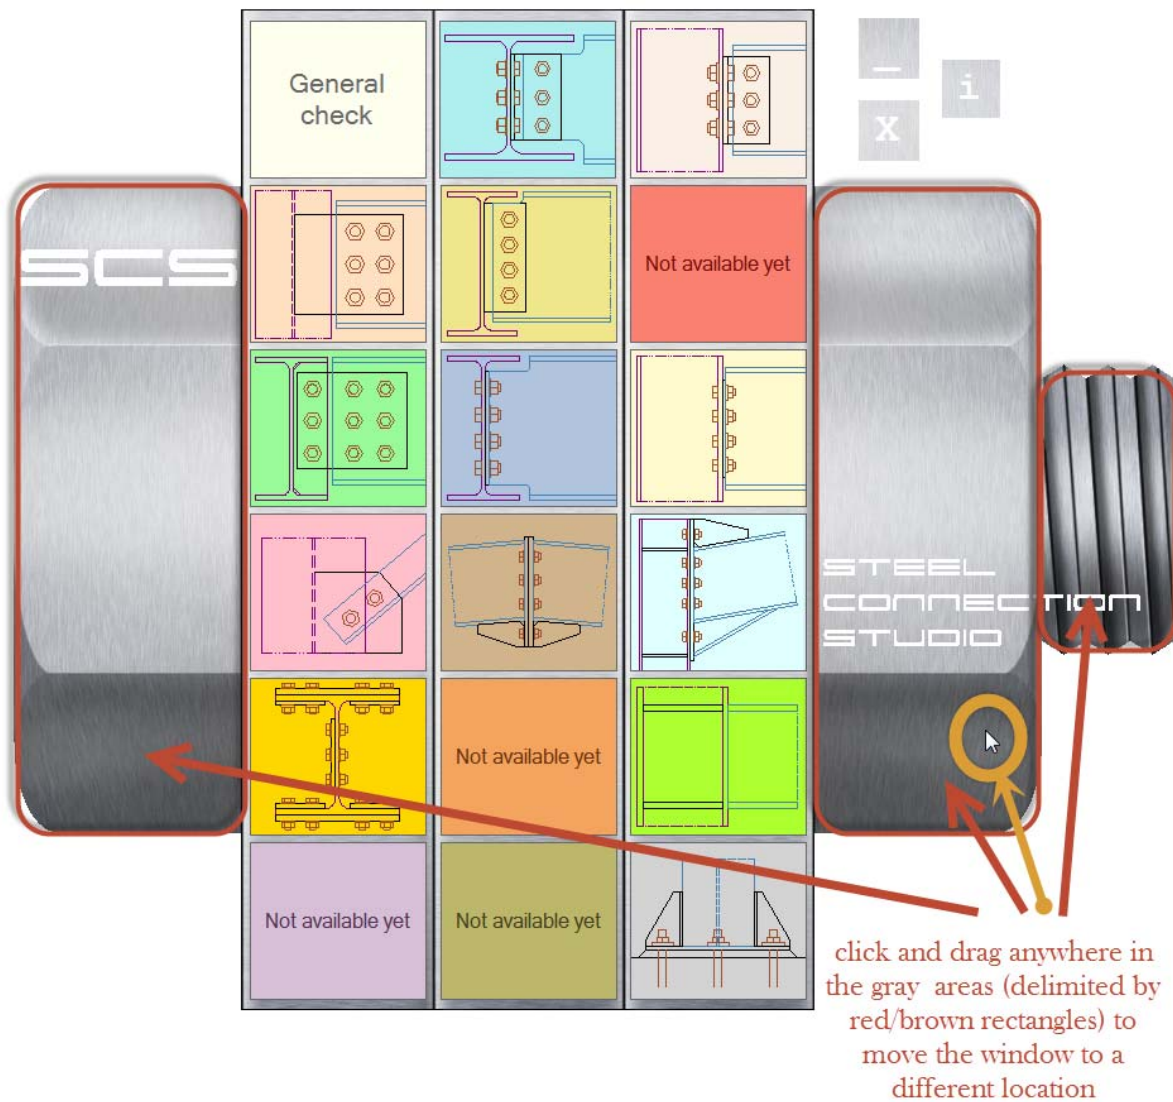 General
check
_
i
X
SCS
Not available yet
STEEL
CONNECTION
STUDIO
Not available yet
Not available yet
Not available yet
click and drag anywhere in
the gray areas (delimited by
red/brown rectangles) to
move the window to a
different location